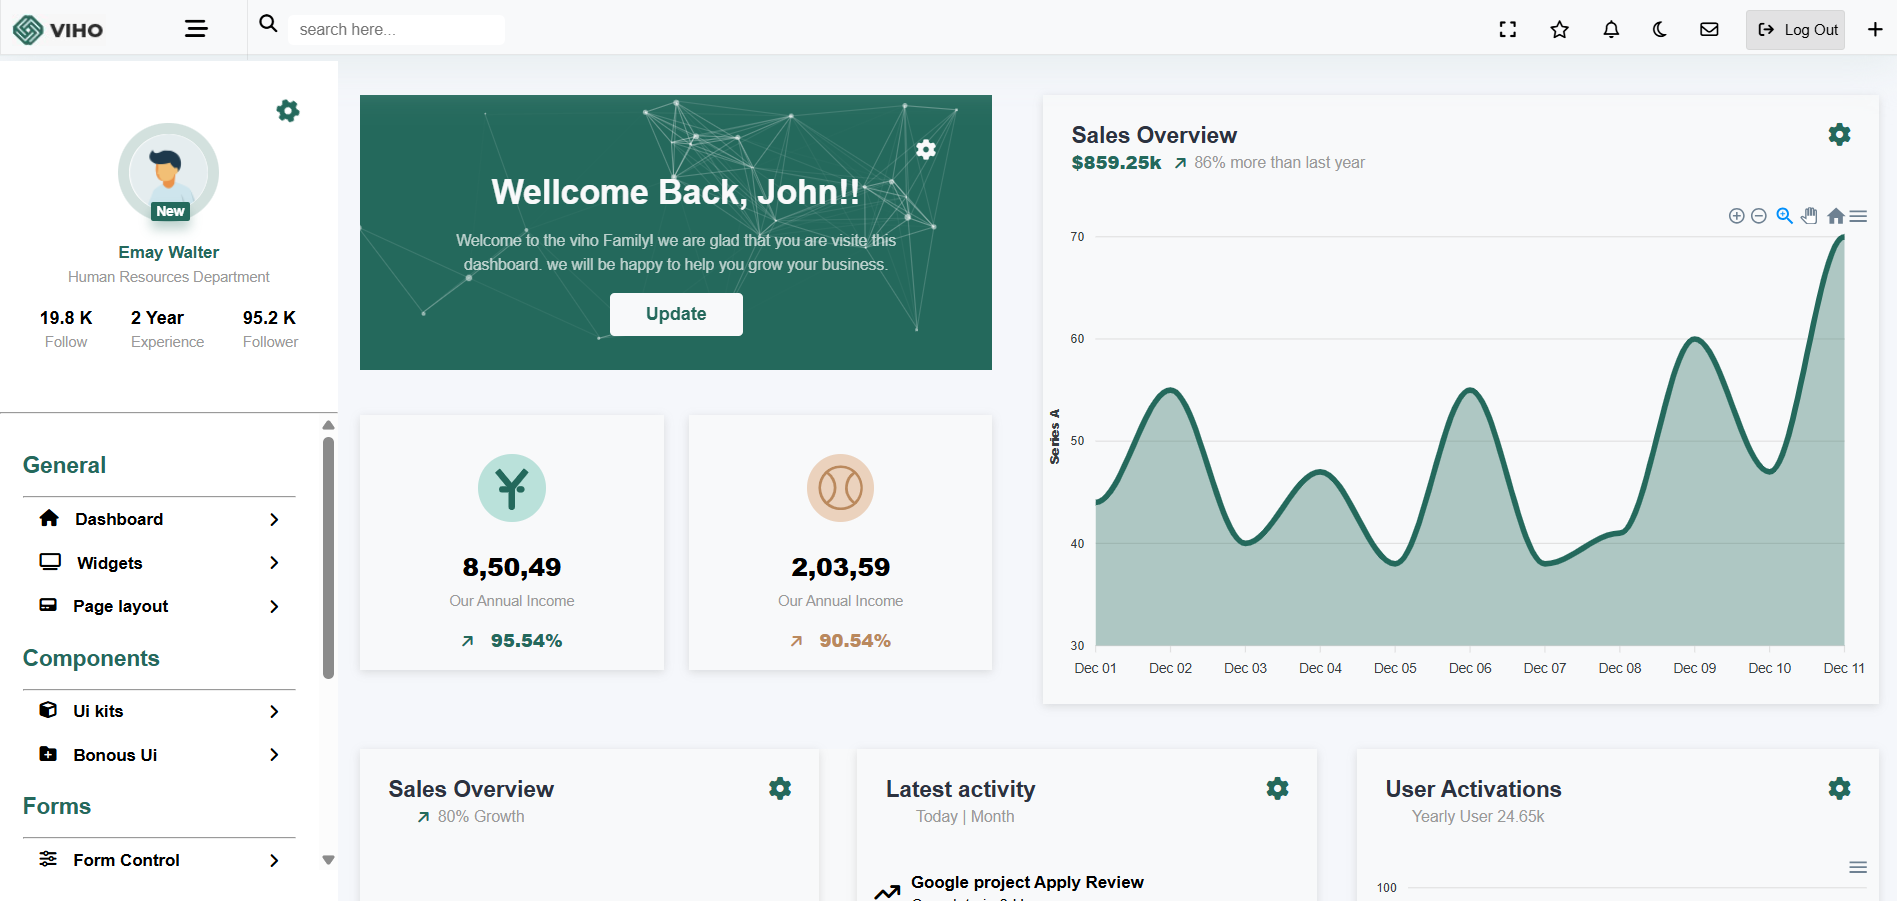 VIHO
search here...
Log Out
New
Emay Walter
Human Resources Department
19.8 K
2 Year
95.2 K
Follow
Experience
Follower
General
Dashboard
Widgets
Page layout
Components
Ui kits
Bonous Ui
Forms
Form Control
Wellcome Back, John!!
Welcome to the viho Family! we are glad that you are visite this
dashboard. we will be happy to help you grow your business.
Update
8,50,49
Our Annual Income
95.54%
2,03,59
Our Annual Income
90.54%
Sales Overview
$859.25k
86% more than last year
70
60
50
40
30
Series A
Dec 01
Dec 02
Dec 03
Dec 04
Dec 05
Dec 06
Dec 07
Dec 08
Dec 09
Dec 10
Dec 11
Sales Overview
80% Growth
Latest activity
Today | Month
Google project Apply Review
User Activations
Yearly User 24.65k
100